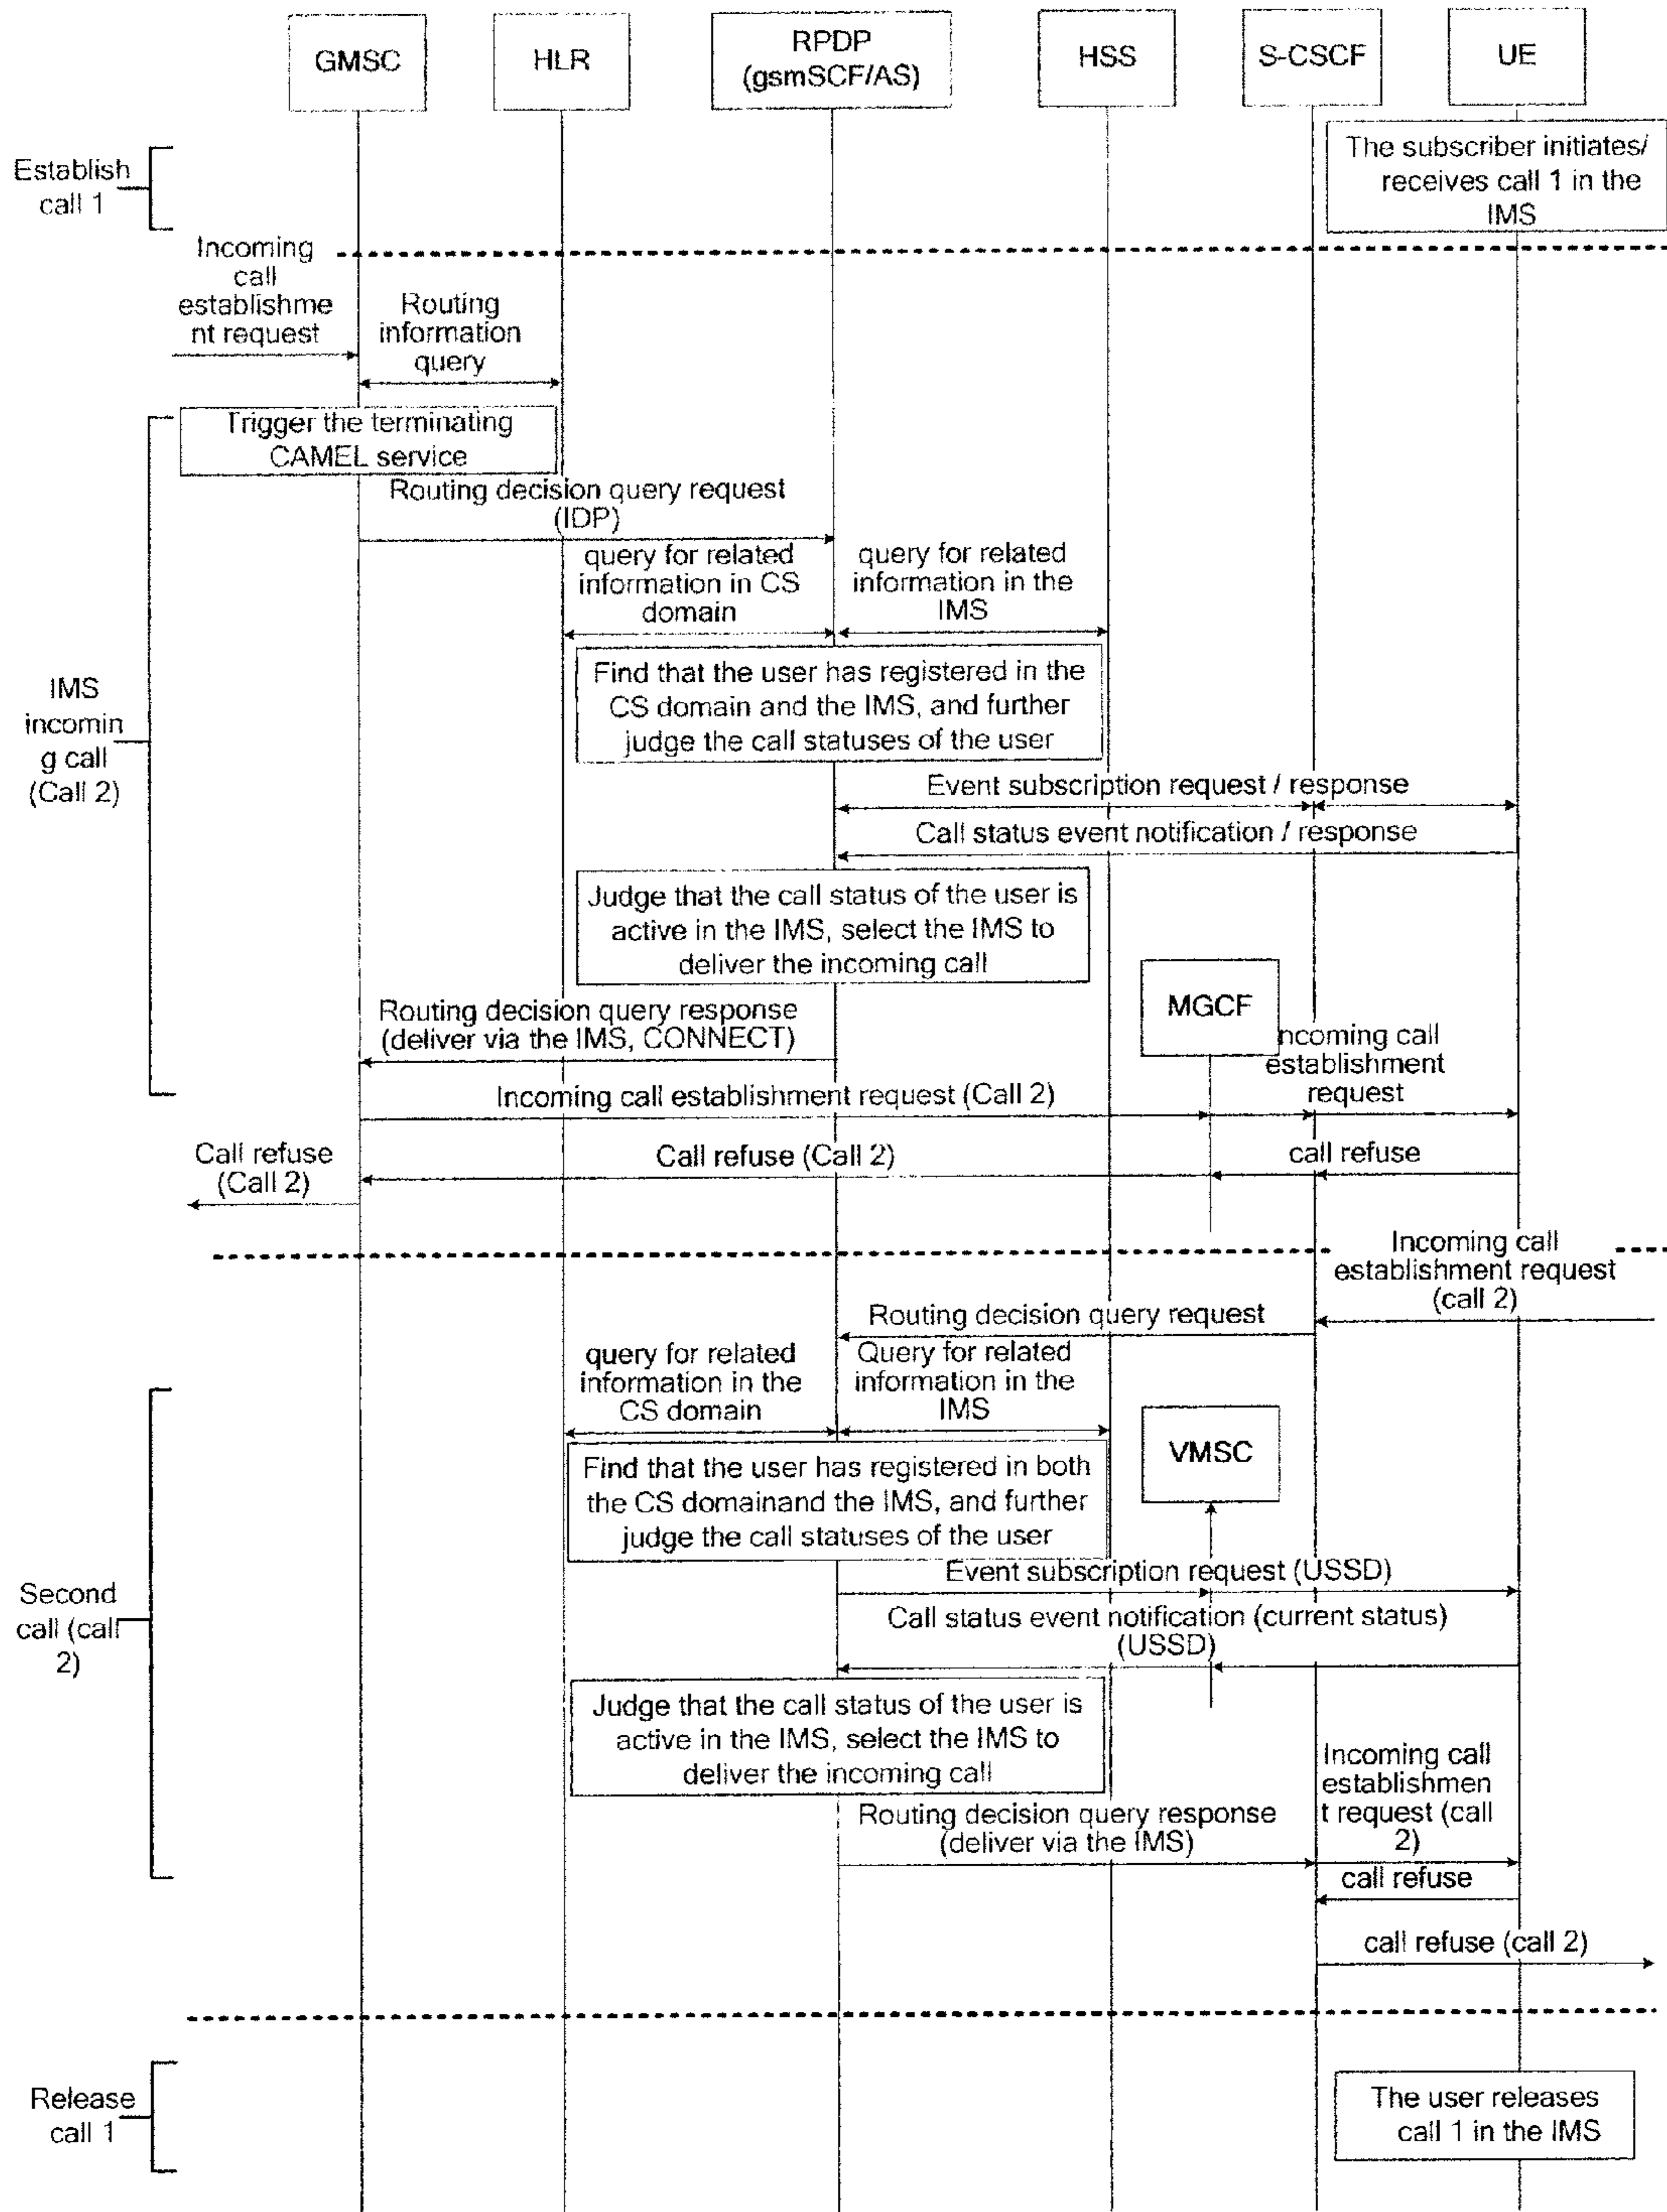 GMSC
HLR
RPDP
(gsmSCF/AS)
HSS
S-CSCF
UE
Establish
call 1
The subscriber initiates/
receives call 1 in the
IMS
Incoming
call
establishme
nt request
Routing
information
query
Trigger the terminating
CAMEL service
Routing decision query request
(IDP)
query for related
information in CS
domain
query for related
information in the
IMS
Find that the user has registered in the
CS domain and the IMS, and further
judge the call statuses of the user
IMS
incomin
g call
(Call 2)
Event subscription request / response
Call status event notification / response
Judge that the call status of the user is
active in the IMS, select the IMS to
deliver the incoming call
MGCF
Routing decision query response
(deliver via the IMS, CONNECT)
ncoming call
establishment
request
Incoming call establishment request (Call 2)
Call refuse
(Call 2)
Call refuse (Call 2)
call refuse
Incoming call
establishment request
(call 2)
Routing decision query request
query for related
information in the
CS domain
Query for related
information in the
IMS
VMSC
Find that the user has registered in both
the CS domainand the IMS, and further
judge the call statuses of the user
Event subscription request (USSD)
Second
call (call
2)
Call status event notification (current status)
(USSD)
Judge that the call status of the user is
active in the IMS, select the IMS to
deliver the incoming call
Incoming call
establishmen
t request (call
2)
Routing decision query response
(deliver via the IMS)
call refuse
call refuse (call 2)
Release
call 1
The user releases
call 1 in the IMS